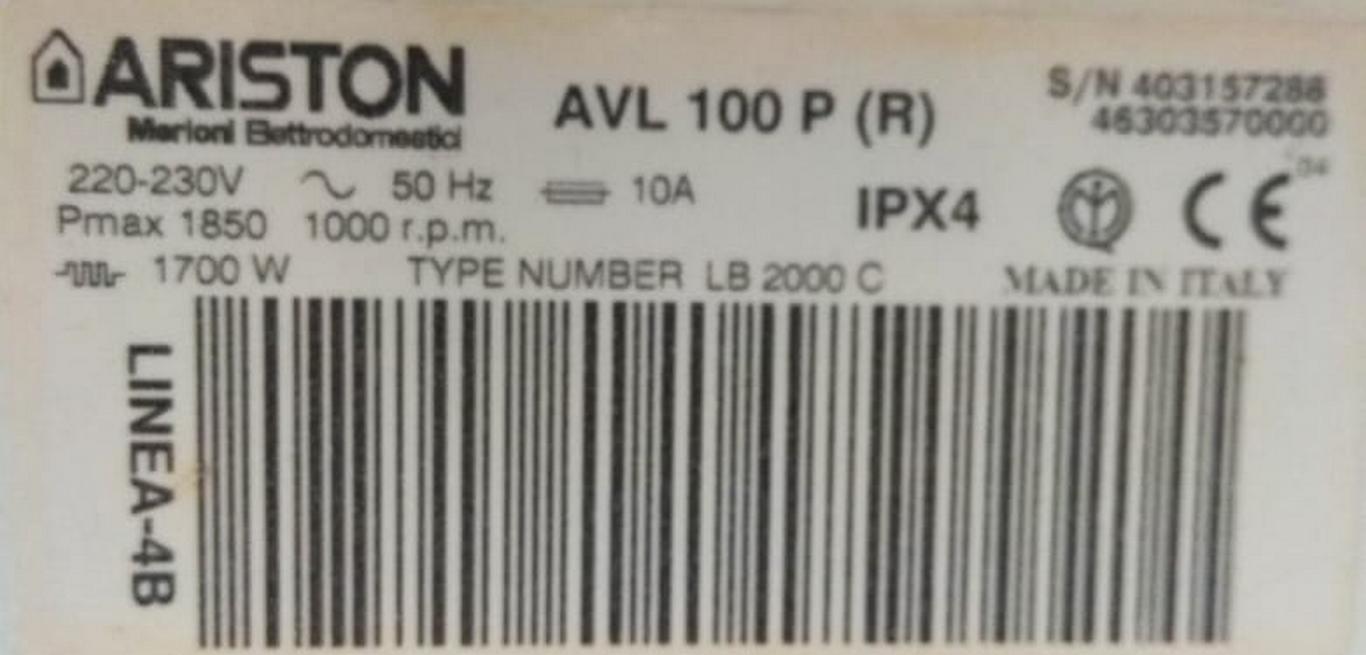 ARISTON
Merloni Elettrodomestici
AVL 100 P (R)
S/N 403157288
46303570000
220-230V 50 Hz 10A
IPX4
CE
Pmax 1850 1000 r.p.m.
1700 W TYPE NUMBER LB 2000 C
MADE IN ITALY
LINEA-4B